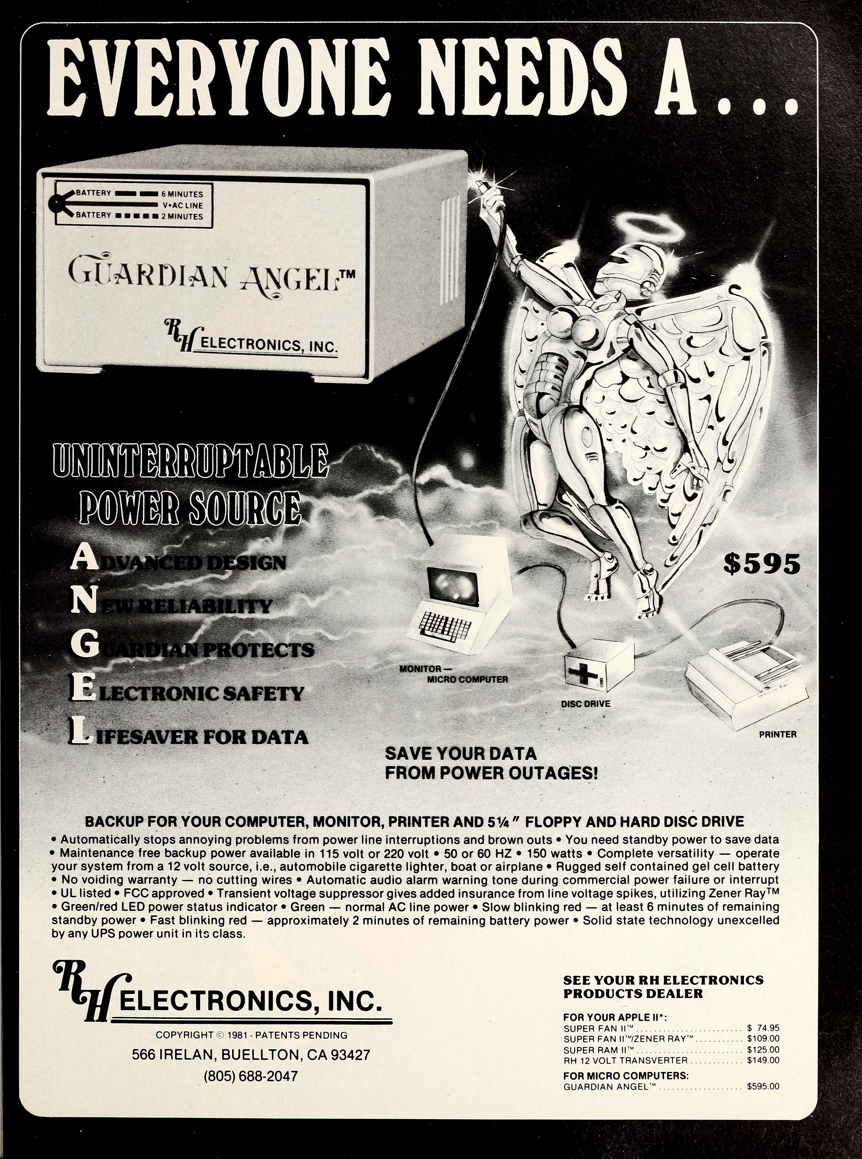 EVERYONE NEEDS A...
BATTERY 6 MINUTES
V•AC LINE
BATTERY 2 MINUTES
GUARDIAN ANGEL™
RH ELECTRONICS, INC.
UNINTERRUPTABLE
POWER SOURCE
ADVANCED DESIGN
NEW RELIABILITY
GUARDIAN PROTECTS
ELECTRONIC SAFETY
LIFESAVER FOR DATA
$595
MONITOR —
MICRO COMPUTER
DISC DRIVE
PRINTER
SAVE YOUR DATA
FROM POWER OUTAGES!
BACKUP FOR YOUR COMPUTER, MONITOR, PRINTER AND 5¼" FLOPPY AND HARD DISC DRIVE
• Automatically stops annoying problems from power line interruptions and brown outs • You need standby power to save data
• Maintenance free backup power available in 115 volt or 220 volt • 50 or 60 HZ • 150 watts • Complete versatility — operate
your system from a 12 volt source, i.e., automobile cigarette lighter, boat or airplane • Rugged self contained gel cell battery
• No voiding warranty — no cutting wires • Automatic audio alarm warning tone during commercial power failure or interrupt
• UL listed • FCC approved • Transient voltage suppressor gives added insurance from line voltage spikes, utilizing Zener Ray™
• Green/red LED power status indicator • Green — normal AC line power • Slow blinking red — at least 6 minutes of remaining
standby power • Fast blinking red — approximately 2 minutes of remaining battery power • Solid state technology unexcelled
by any UPS power unit in its class.
RH ELECTRONICS, INC.
COPYRIGHT © 1981 - PATENTS PENDING
566 IRELAN, BUELLTON, CA 93427
(805) 688-2047
SEE YOUR RH ELECTRONICS
PRODUCTS DEALER
FOR YOUR APPLE II*:
SUPER FAN II™ ........................ $ 74.95
SUPER FAN II™/ZENER RAY™ ........... $109.00
SUPER RAM II™ ........................ $125.00
RH 12 VOLT TRANSVERTER ............. $149.00
FOR MICRO COMPUTERS:
GUARDIAN ANGEL™ .................... $595.00